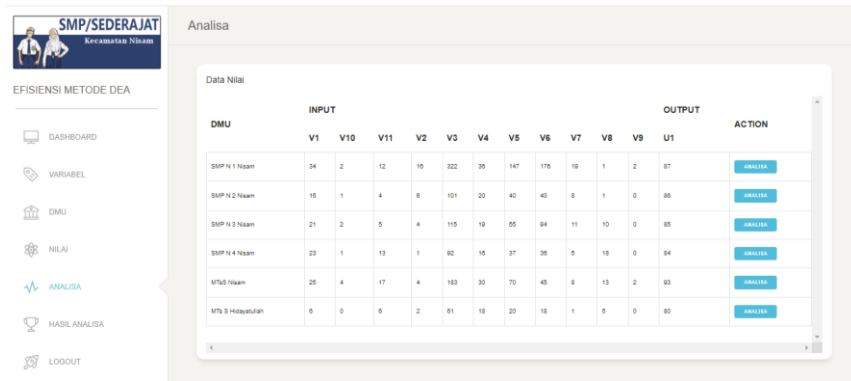 SMP/SEDERAJAT
Kecamatan Nisam
EFISIENSI METODE DEA
DASHBOARD
VARIABEL
DMU
NILAI
ANALISA
HASIL ANALISA
LOGOUT
Analisa
Data Nilai
DMU INPUT OUTPUT ACTION
V1 V10 V11 V2 V3 V4 V5 V6 V7 V8 V9 U1
SMP N 1 Nisam 34 2 12 16 322 36 147 176 19 1 2 87 ANALISA
SMP N 2 Nisam 15 1 4 6 101 20 40 40 8 1 0 86 ANALISA
SMP N 3 Nisam 21 2 5 4 115 19 55 94 11 10 0 85 ANALISA
SMP N 4 Nisam 23 1 13 1 92 16 37 36 5 18 0 84 ANALISA
MTsS Nisam 25 4 17 4 183 30 70 45 8 13 2 93 ANALISA
MTs S Hidayatullah 6 0 6 2 61 18 20 18 1 5 0 80 ANALISA